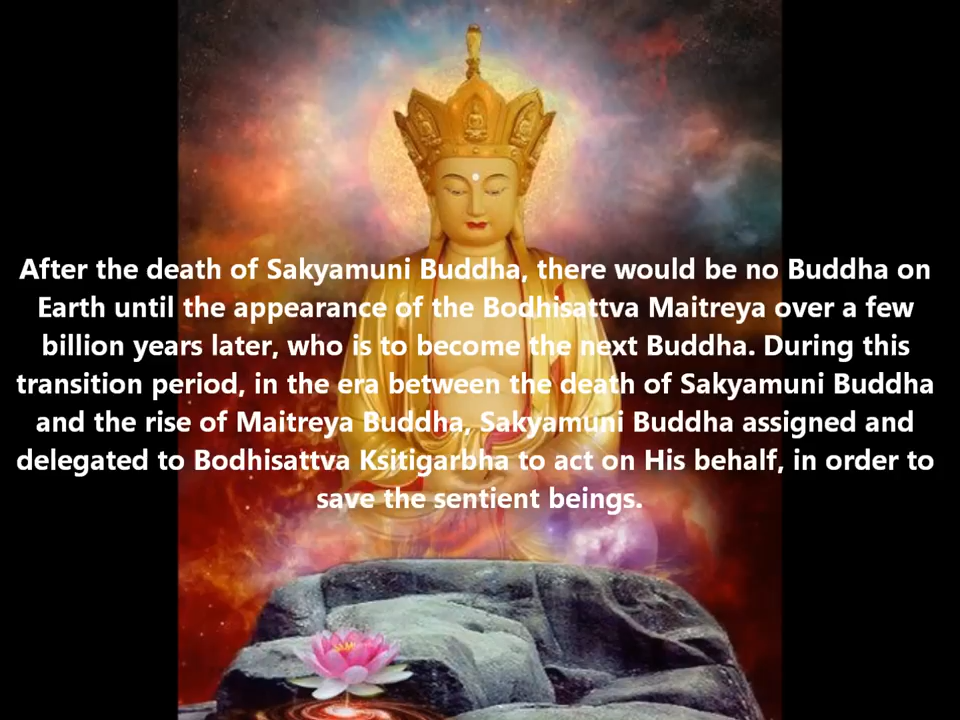 After the death of Sakyamuni Buddha, there would be no Buddha on
Earth until the appearance of the Bodhisattva Maitreya over a few
billion years later, who is to become the next Buddha. During this
transition period, in the era between the death of Sakyamuni Buddha
and the rise of Maitreya Buddha, Sakyamuni Buddha assigned and
delegated to Bodhisattva Ksitigarbha to act on His behalf, in order to
save the sentient beings.